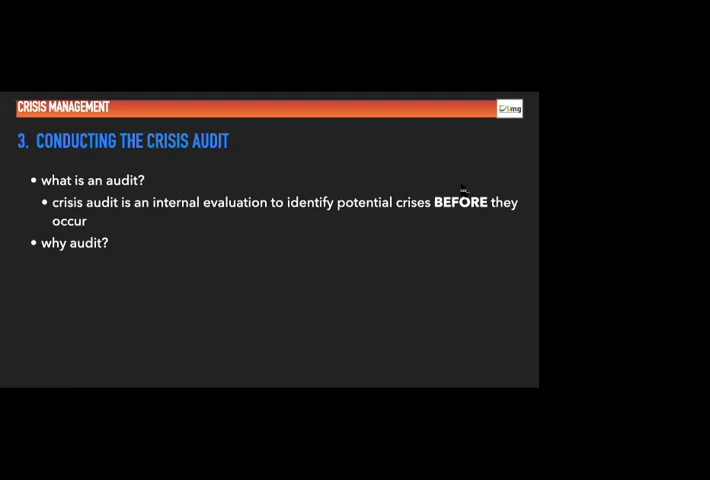 CRISIS MANAGEMENT
5mg
3. CONDUCTING THE CRISIS AUDIT
• what is an audit?
• crisis audit is an internal evaluation to identify potential crises BEFORE they
occur
• why audit?